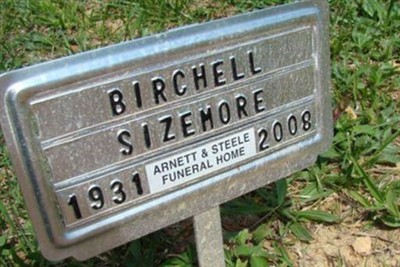 BIRCHELL
SIZEMORE
1931 ARNETT & STEELE 2008
FUNERAL HOME